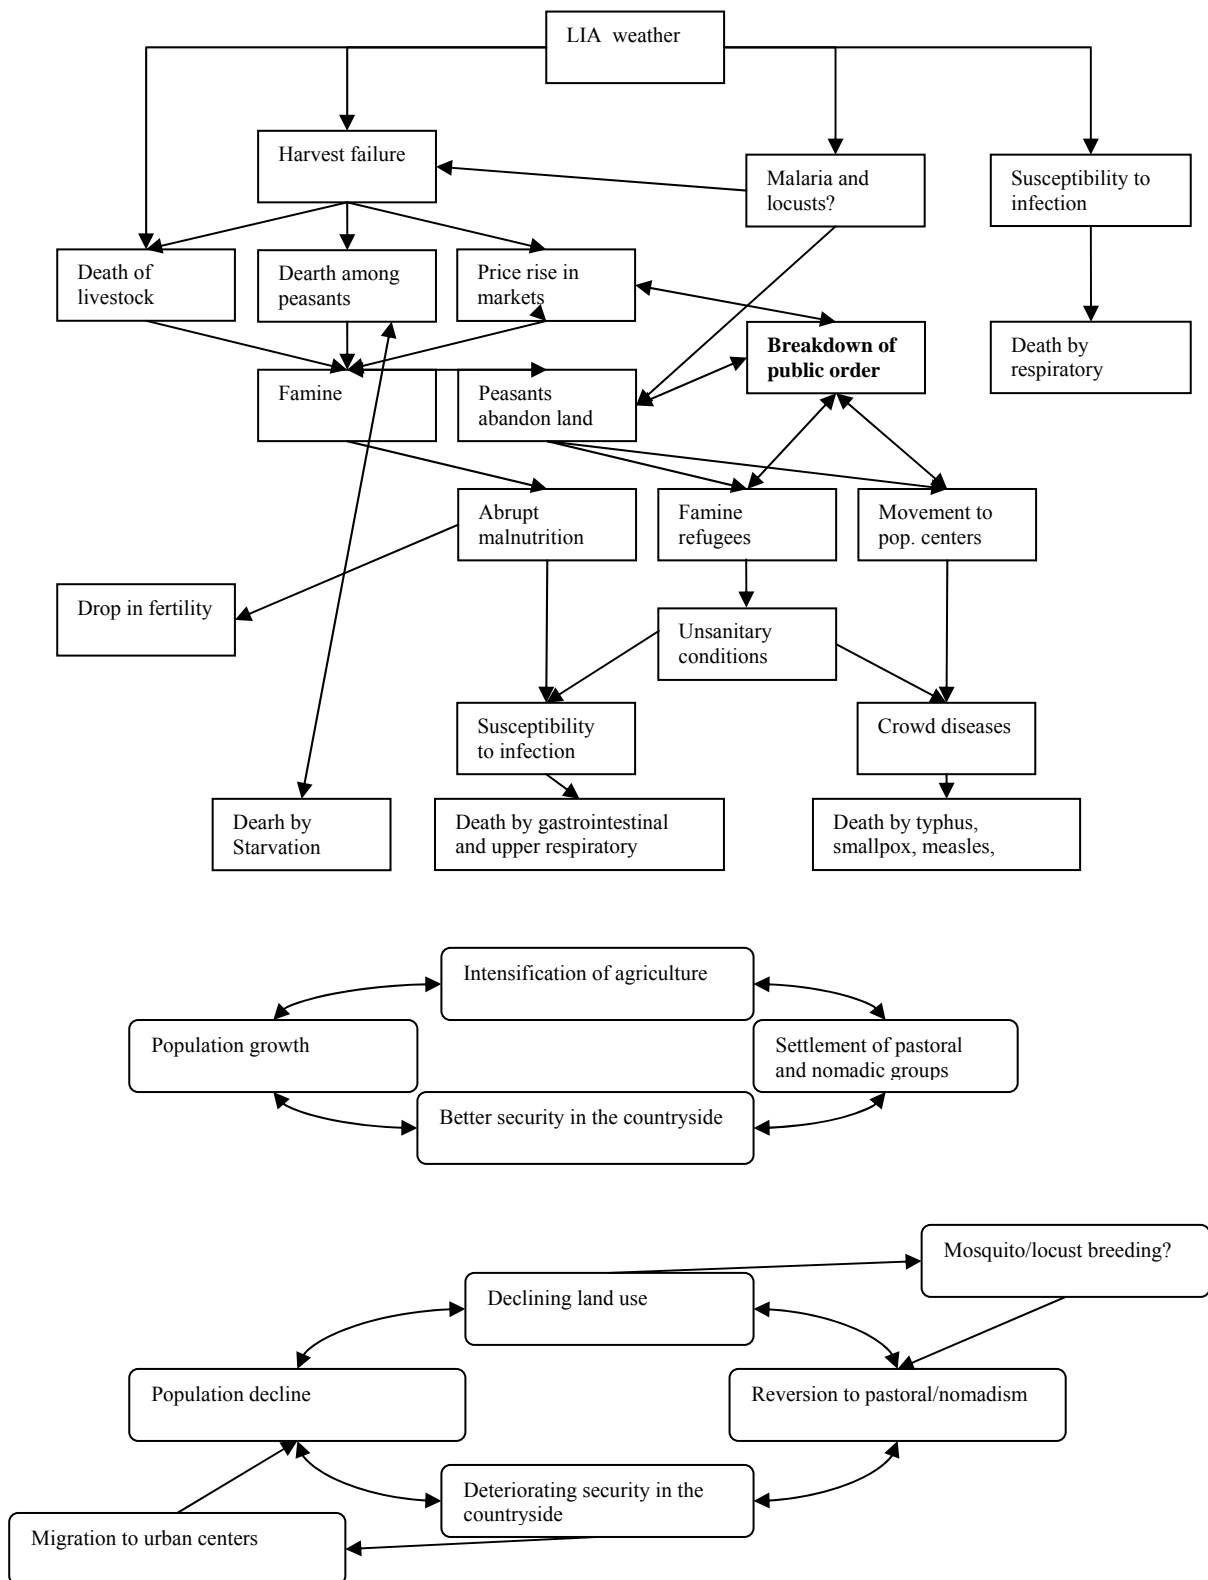 LIA  weather
Harvest failure
Malaria and
locusts?
Susceptibility to
infection
Death of
livestock
Dearth among
peasants
Price rise in
markets
Breakdown of
public order
Death by
respiratory
Famine
Peasants
abandon land
Abrupt
malnutrition
Famine
refugees
Movement to
pop. centers
Drop in fertility
Unsanitary
conditions
Susceptibility
to infection
Crowd diseases
Dearh by
Starvation
Death by gastrointestinal
and upper respiratory
Death by typhus,
smallpox, measles,
Intensification of agriculture
Population growth
Settlement of pastoral
and nomadic groups
Better security in the countryside
Mosquito/locust breeding?
Declining land use
Population decline
Reversion to pastoral/nomadism
Deteriorating security in the
countryside
Migration to urban centers